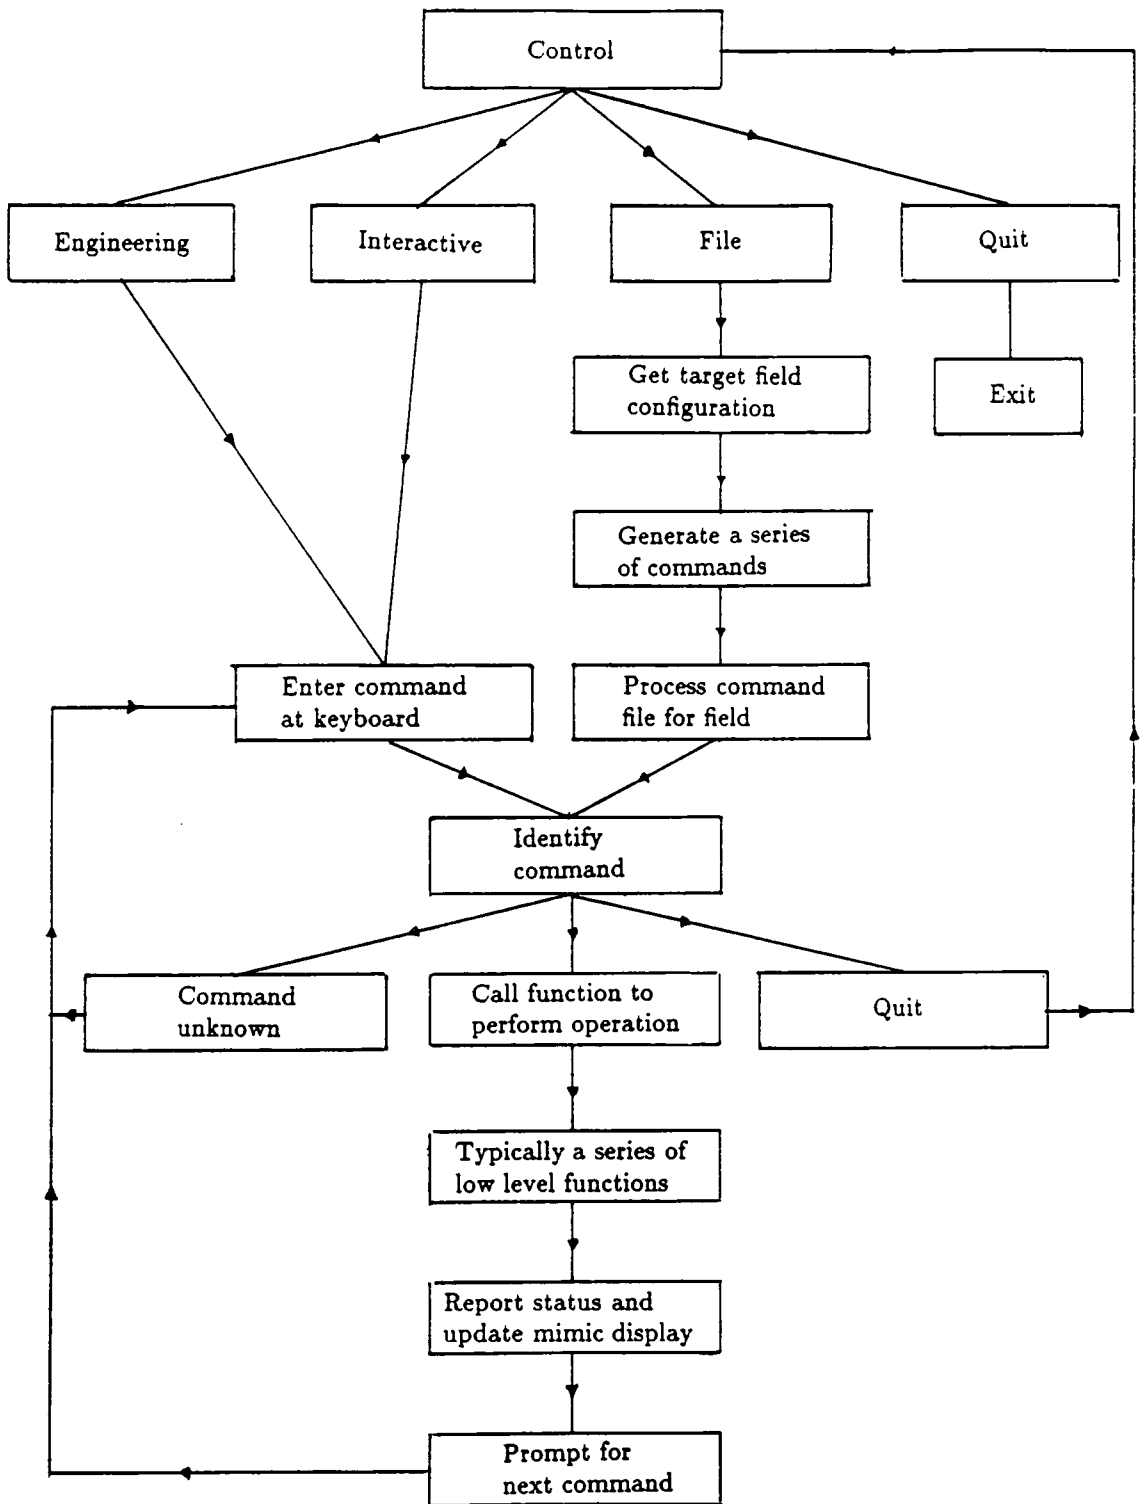 Control
Engineering
Interactive
File
Quit
Get target field
configuration
Exit
Generate a series
of commands
Enter command
at keyboard
Process command
file for field
Identify
command
Command
unknown
Call function to
perform operation
Quit
Typically a series of
low level functions
Report status and
update mimic display
Prompt for
next command